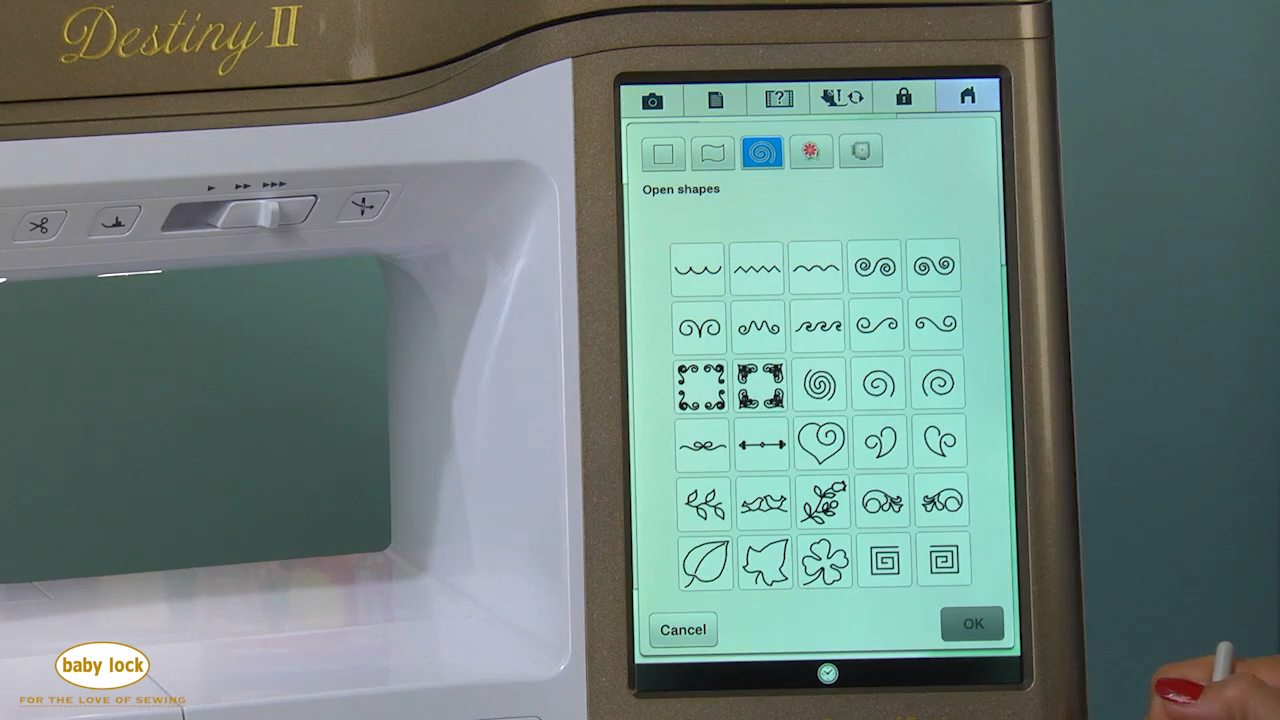 Destiny II
Open shapes
Cancel
OK
baby lock
FOR THE LOVE OF SEWING